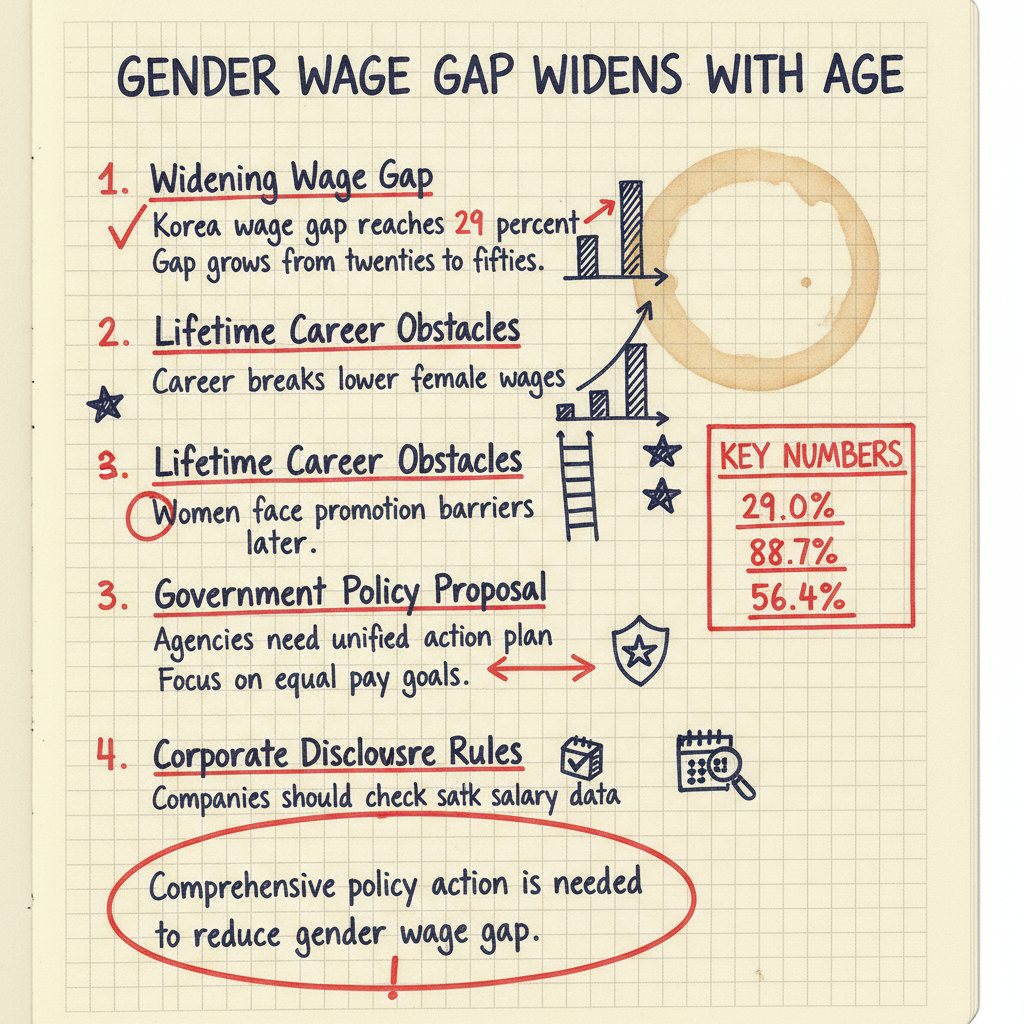 GENDER WAGE GAP WIDENS WITH AGE
1. Widening Wage Gap
Korea wage gap reaches 29 percent
Gap grows from twenties to fifties.
2. Lifetime Career Obstacles
Career breaks lower female wages
3. Lifetime Career Obstacles
Women face promotion barriers
later.
KEY NUMBERS
29.0%
88.7%
56.4%
3. Government Policy Proposal
Agencies need unified action plan
Focus on equal pay goals.
4. Corporate Disclousre Rules
Companies should check satk salary data
Comprehensive policy action is needed
to reduce gender wage gap.
!